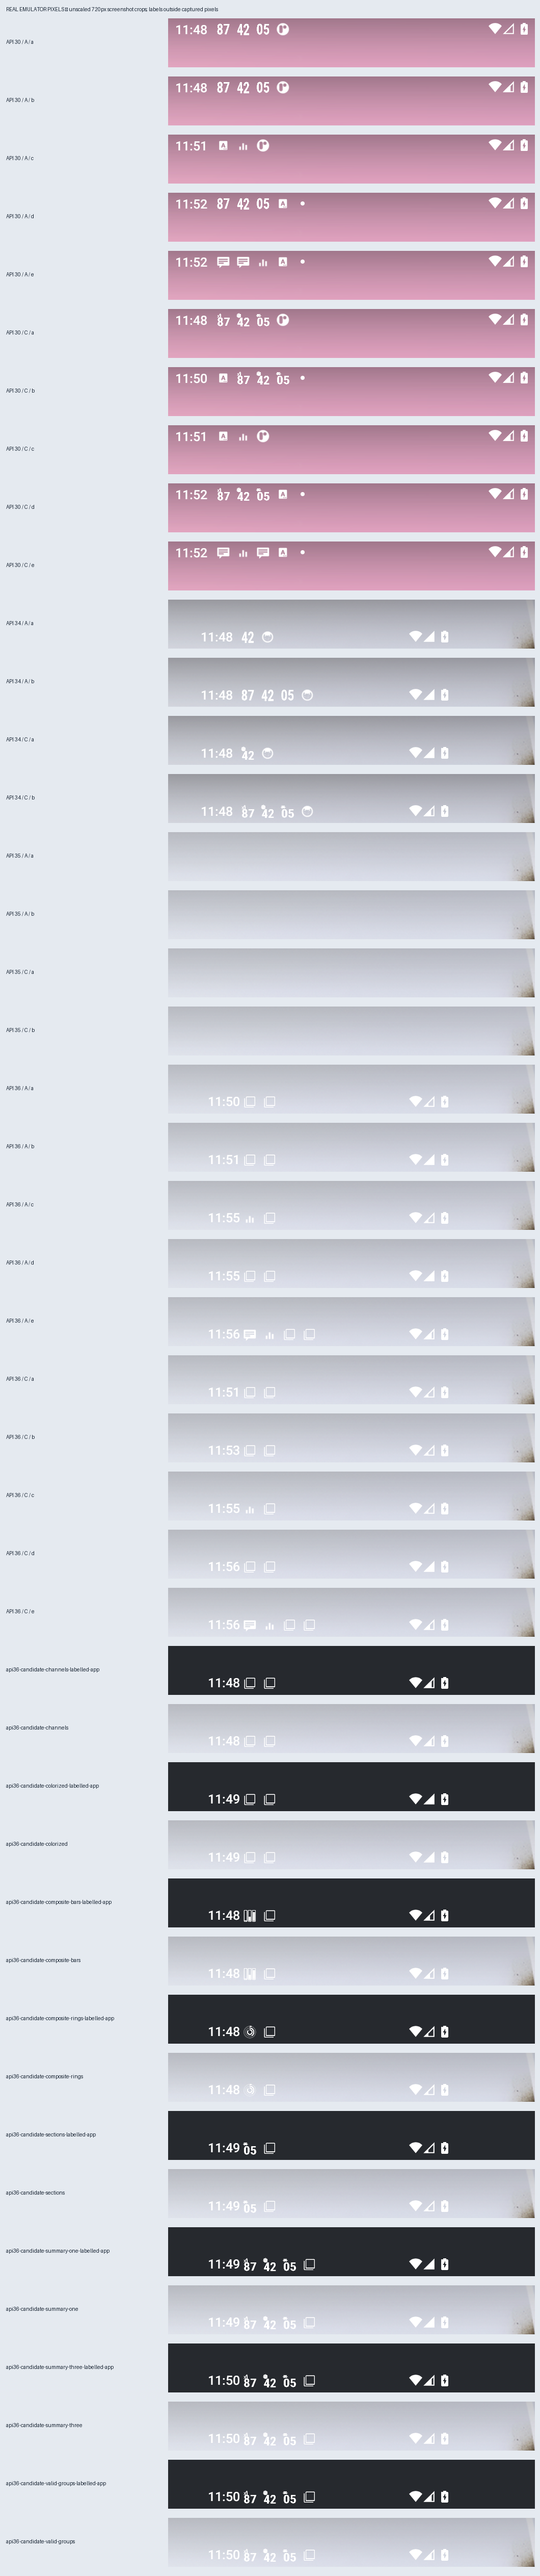 REAL EMULATOR PIXELS unscaled 720px screenshot crops; labels outside captured pixels
API 30 / A / a 11:48 87 42 05
API 30 / A / b 11:48 87 42 05
API 30 / A / c 11:51 A
API 30 / A / d 11:52 87 42 05 A
API 30 / A / e 11:52 A
API 30 / C / a 11:48 87 42 05
API 30 / C / b 11:50 A 87 42 05
API 30 / C / c 11:51 A
API 30 / C / d 11:52 87 42 05 A
API 30 / C / e 11:52 A
API 34 / A / a 11:48 42
API 34 / A / b 11:48 87 42 05
API 34 / C / a 11:48 42
API 34 / C / b 11:48 87 42 05
API 35 / A / a
API 35 / A / b
API 35 / C / a
API 35 / C / b
API 36 / A / a 11:50
API 36 / A / b 11:51
API 36 / A / c 11:55
API 36 / A / d 11:55
API 36 / A / e 11:56
API 36 / C / a 11:51
API 36 / C / b 11:53
API 36 / C / c 11:55
API 36 / C / d 11:56
API 36 / C / e 11:56
api36-candidate-channels-labelled-app 11:48
api36-candidate-channels 11:48
api36-candidate-colorized-labelled-app 11:49
api36-candidate-colorized 11:49
api36-candidate-composite-bars-labelled-app 11:48
api36-candidate-composite-bars 11:48
api36-candidate-composite-rings-labelled-app 11:48
api36-candidate-composite-rings 11:48
api36-candidate-sections-labelled-app 11:49 05
api36-candidate-sections 11:49 05
api36-candidate-summary-one-labelled-app 11:49 87 42 05
api36-candidate-summary-one 11:49 87 42 05
api36-candidate-summary-three-labelled-app 11:50 87 42 05
api36-candidate-summary-three 11:50 87 42 05
api36-candidate-valid-groups-labelled-app 11:50 87 42 05
api36-candidate-valid-groups 11:50 87 42 05